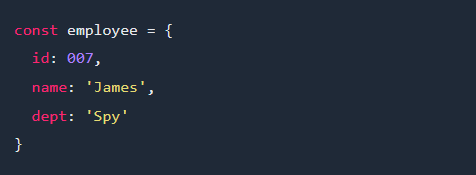 const employee = {
  id: 007,
  name: 'James',
  dept: 'Spy'
}